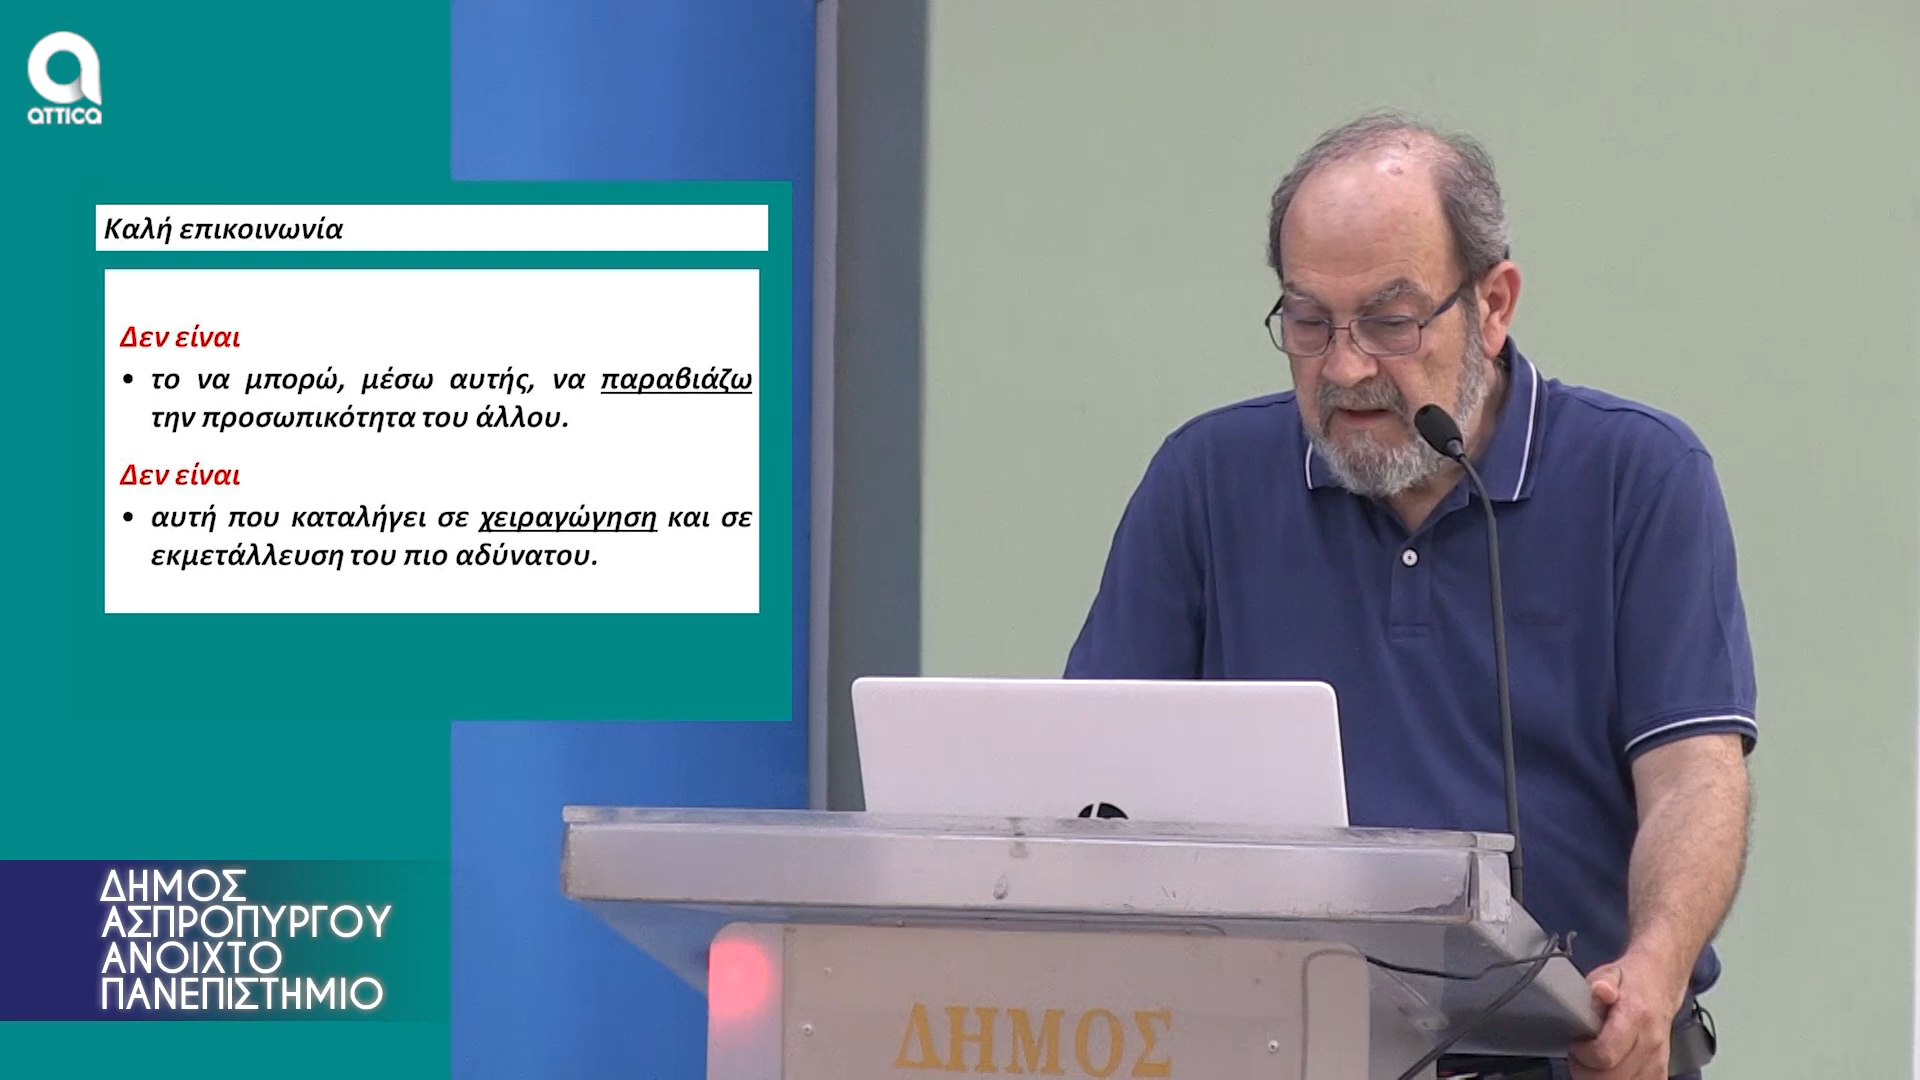 αττιca
Καλή επικοινωνία
Δεν είναι
• το να μπορώ, μέσω αυτής, να παραβιάζω
την προσωπικότητα του άλλου.
Δεν είναι
• αυτή που καταλήγει σε χειραγώγηση και σε
εκμετάλλευση του πιο αδύνατου.
ΔΗΜΟΣ
ΑΣΠΡΟΠΥΡΓΟΥ
ΑΝΟΙΧΤΟ
ΠΑΝΕΠΙΣΤΗΜΙΟ
ΔΗΜΟΣ